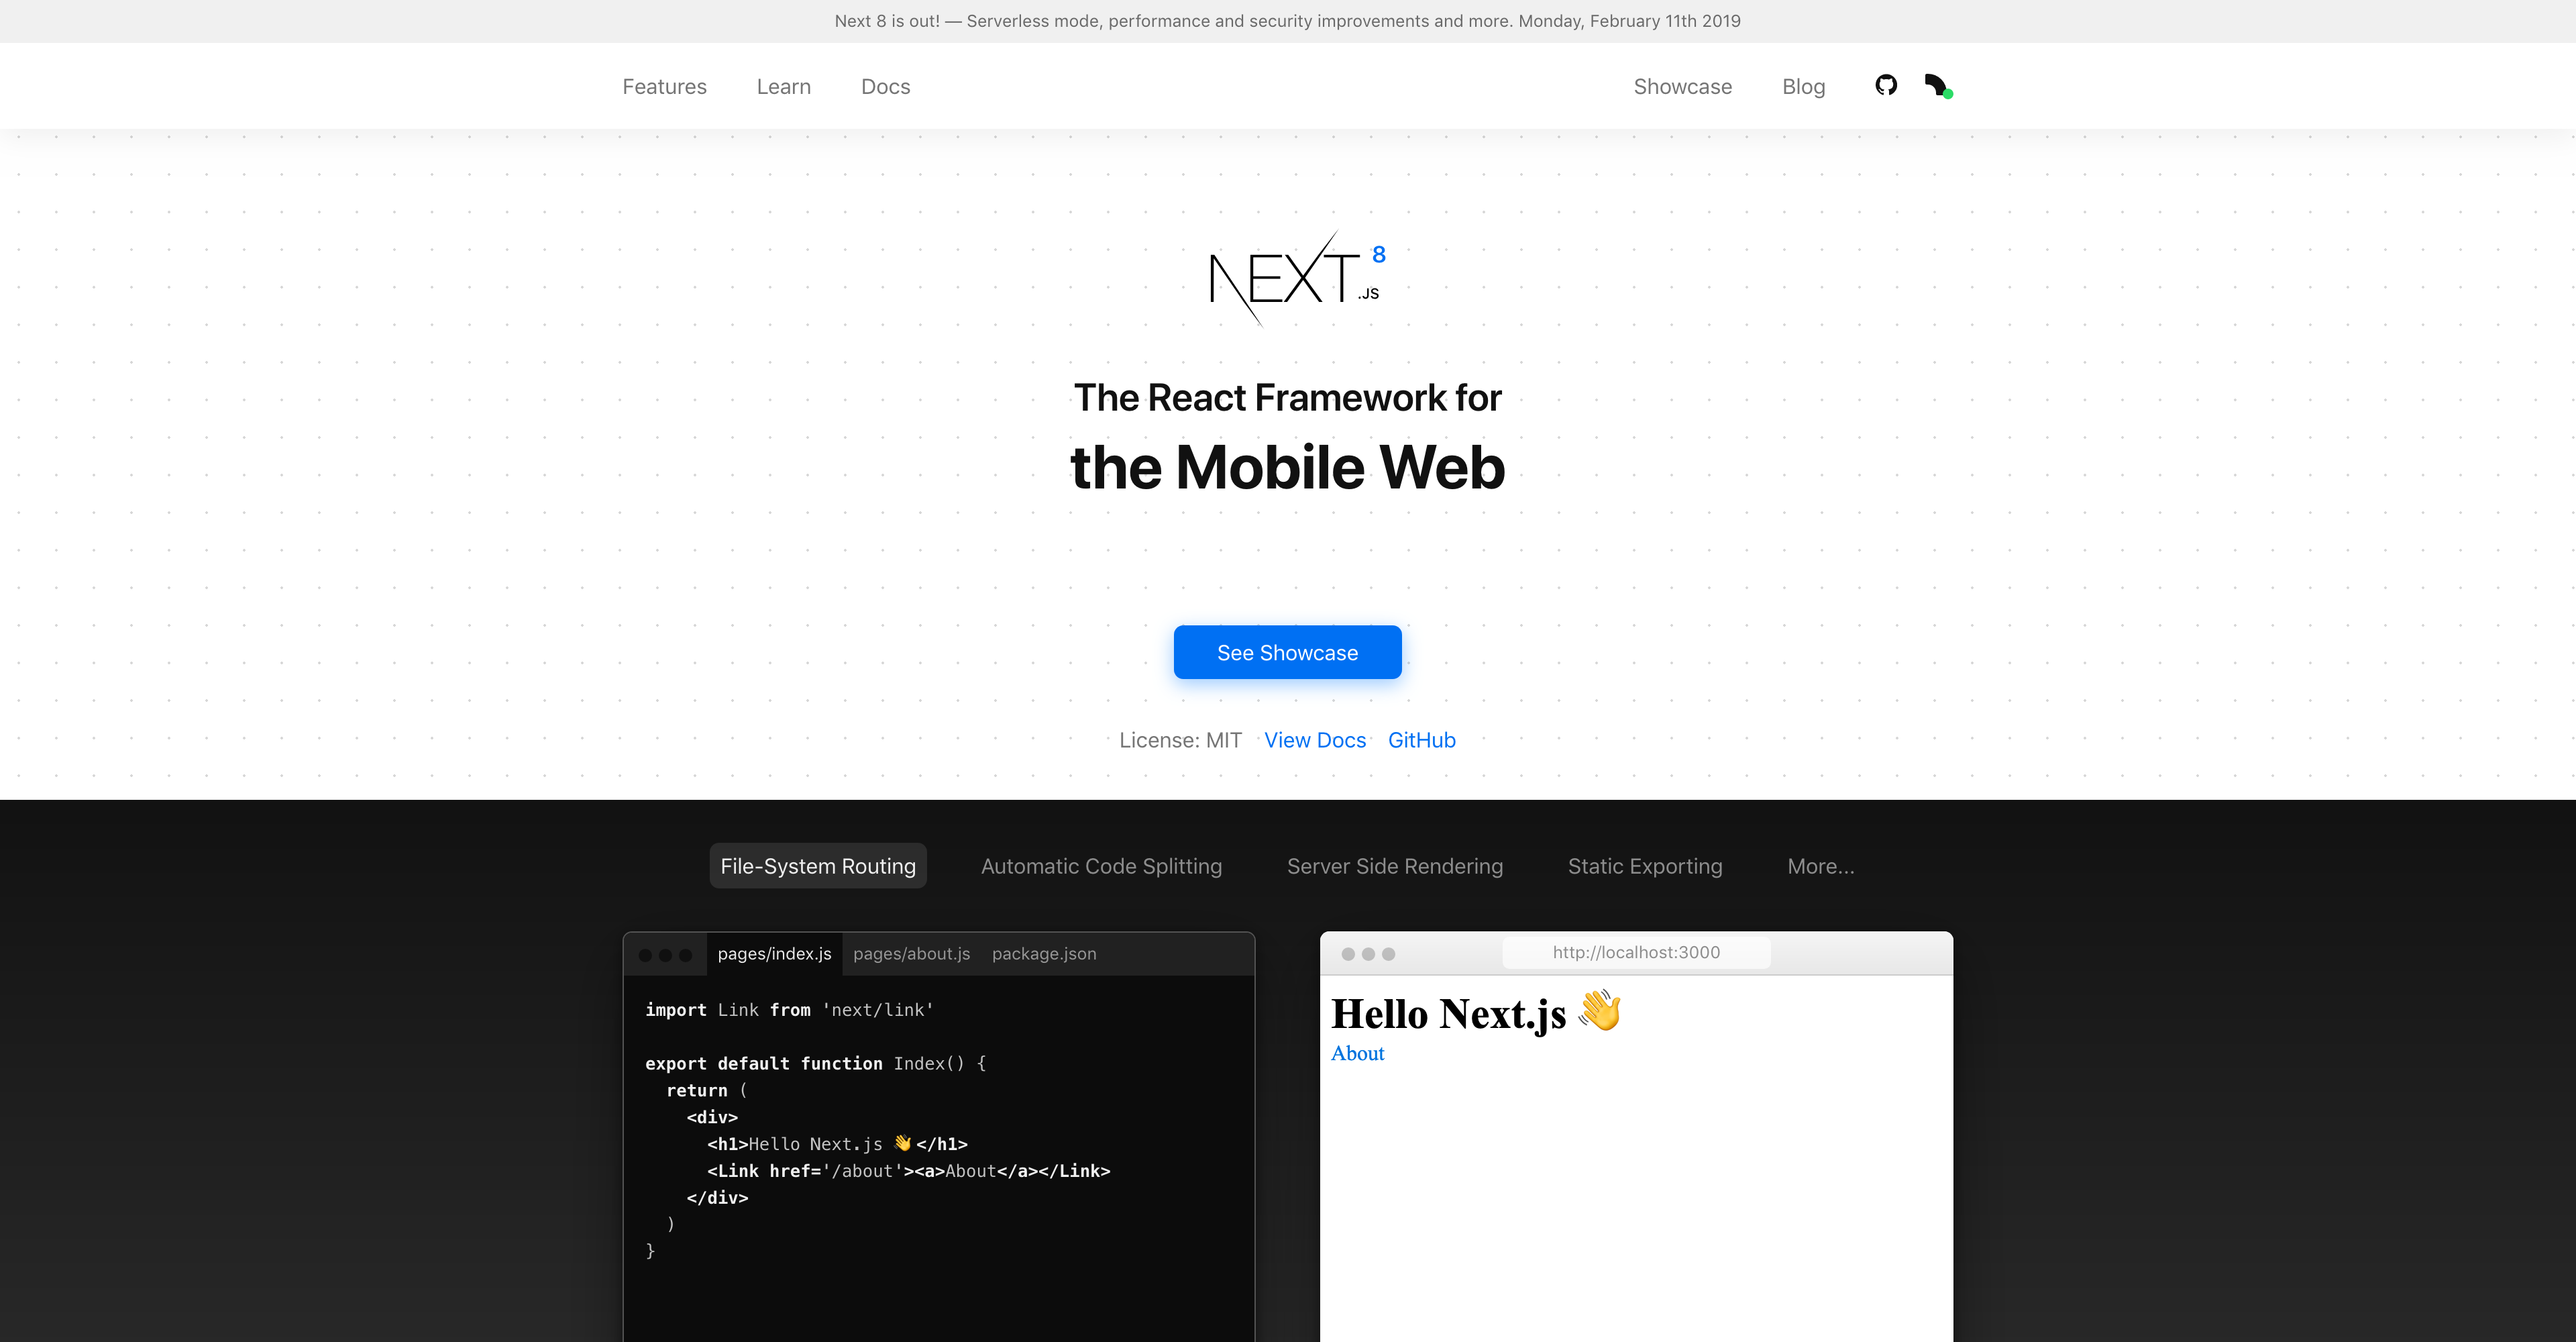 Next 8 is out! — Serverless mode, performance and security improvements and more. Monday, February 11th 2019
Features Learn Docs Showcase Blog
NEXT.JS 8
The React Framework for
the Mobile Web
See Showcase
License: MIT View Docs GitHub
File-System Routing Automatic Code Splitting Server Side Rendering Static Exporting More...
pages/index.js pages/about.js package.json
import Link from 'next/link'
export default function Index() {
  return (
    <div>
      <h1>Hello Next.js 👋</h1>
      <Link href='/about'><a>About</a></Link>
    </div>
  )
}
http://localhost:3000
Hello Next.js 👋
About